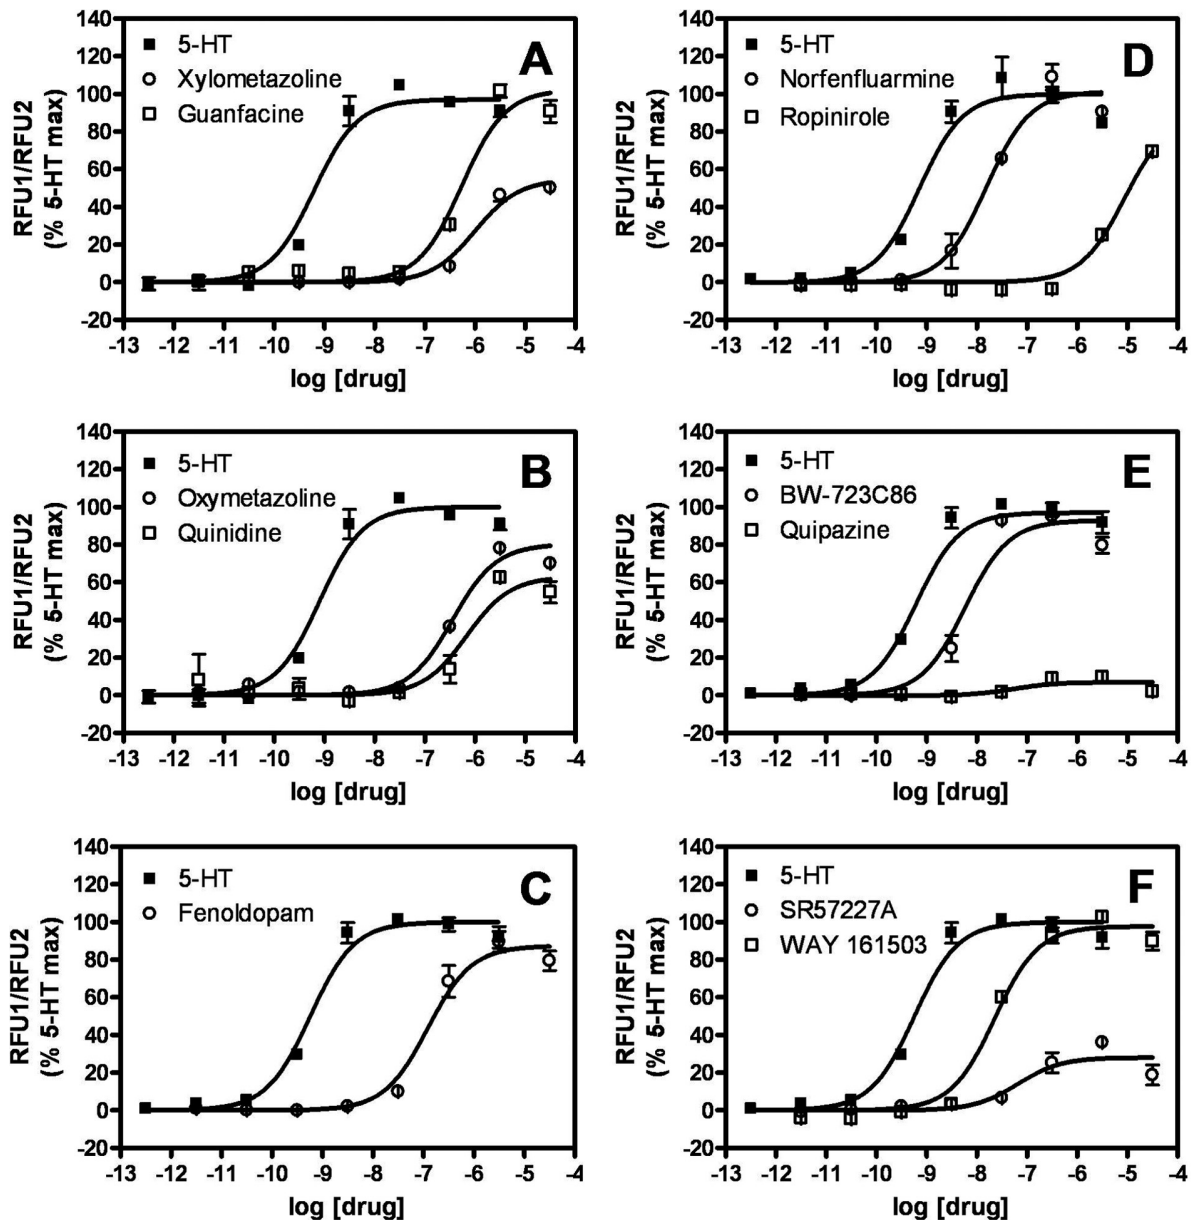 140
120
100
80
60
40
20
0
-20
RFU1/RFU2
(% 5-HT max)
5-HT
Xylometazoline
Guanfacine
A
-13 -12 -11 -10 -9 -8 -7 -6 -5 -4
log [drug]
140
120
100
80
60
40
20
0
-20
RFU1/RFU2
(% 5-HT max)
5-HT
Norfenfluarmine
Ropinirole
D
-13 -12 -11 -10 -9 -8 -7 -6 -5 -4
log [drug]
140
120
100
80
60
40
20
0
-20
RFU1/RFU2
(% 5-HT max)
5-HT
Oxymetazoline
Quinidine
B
-13 -12 -11 -10 -9 -8 -7 -6 -5 -4
log [drug]
140
120
100
80
60
40
20
0
-20
RFU1/RFU2
(% 5-HT max)
5-HT
BW-723C86
Quipazine
E
-13 -12 -11 -10 -9 -8 -7 -6 -5 -4
log [drug]
140
120
100
80
60
40
20
0
-20
RFU1/RFU2
(% 5-HT max)
5-HT
Fenoldopam
C
-13 -12 -11 -10 -9 -8 -7 -6 -5 -4
log [drug]
140
120
100
80
60
40
20
0
-20
RFU1/RFU2
(% 5-HT max)
5-HT
SR57227A
WAY 161503
F
-13 -12 -11 -10 -9 -8 -7 -6 -5 -4
log [drug]